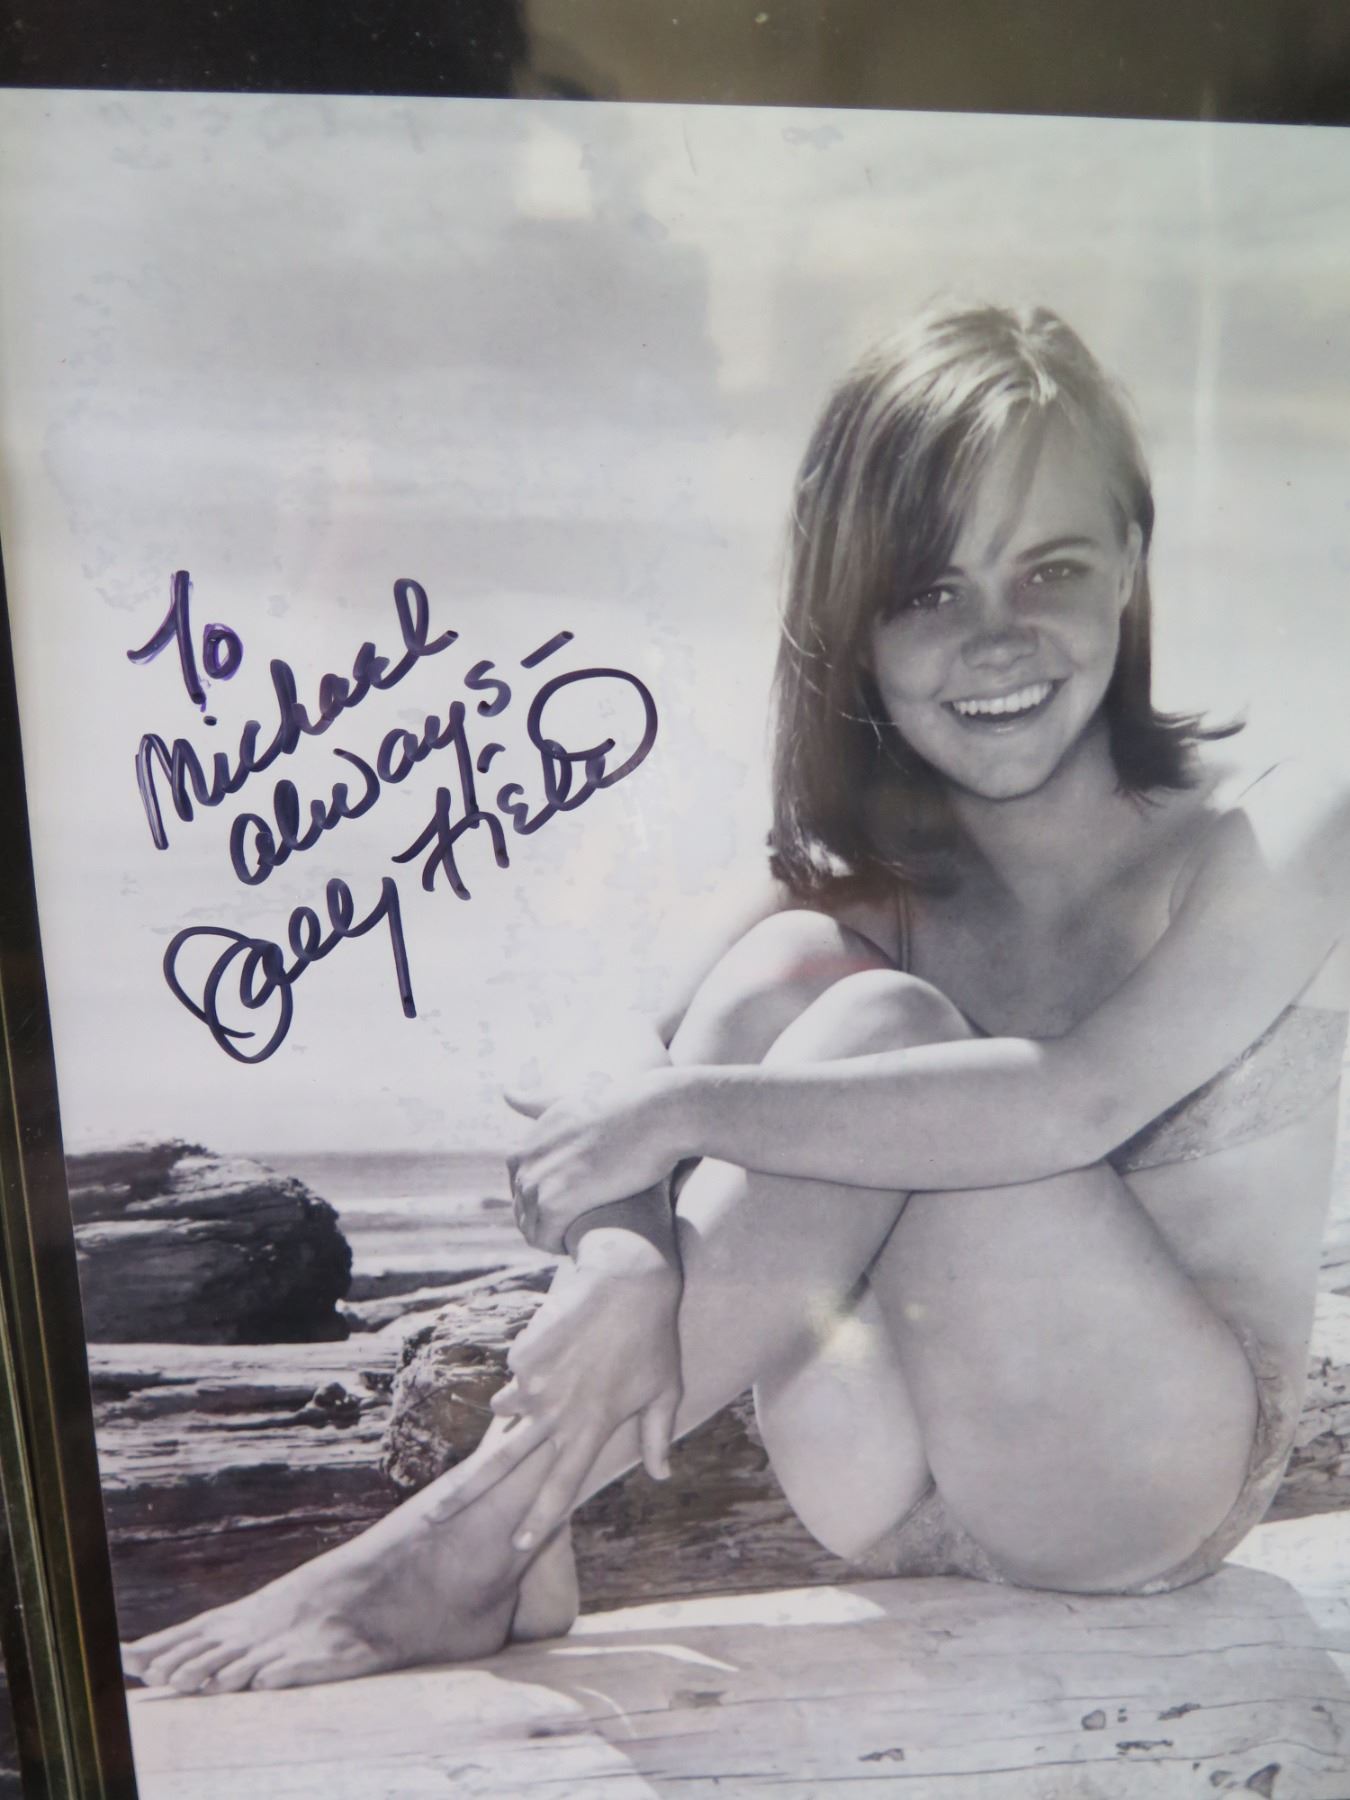 To
Michael
always -
Sally Field